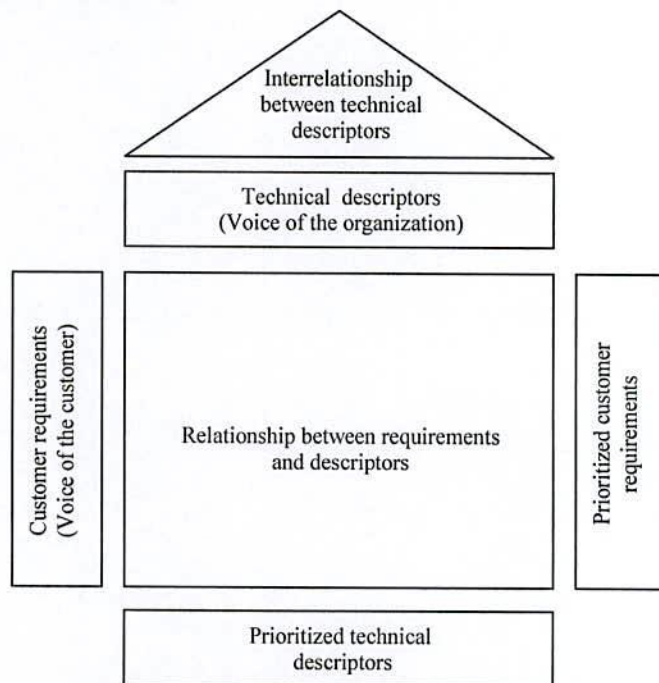 Interrelationship
between technical
descriptors
Technical descriptors
(Voice of the organization)
Customer requirements
(Voice of the customer)
Relationship between requirements
and descriptors
Prioritized customer
requirements
Prioritized technical
descriptors